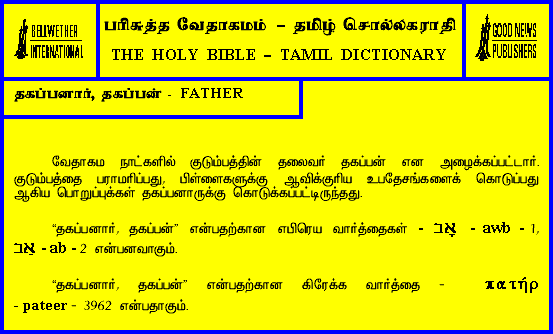 BELLWETHER
INTERNATIONAL
பரிசுத்த வேதாகமம் – தமிழ் சொல்லகராதி
THE HOLY BIBLE – TAMIL DICTIONARY
GOOD NEWS
PUBLISHERS
தகப்பனார், தகப்பன் - FATHER
வேதாகம நாட்களில் குடும்பத்தின் தலைவர் தகப்பன் என அழைக்கப்பட்டார்.
குடும்பத்தை பராமரிப்பது, பிள்ளைகளுக்கு ஆவிக்குரிய உபதேசங்களைக் கொடுப்பது
ஆகிய பொறுப்புக்கள் தகப்பனாருக்கு கொடுக்கப்பட்டிருந்தது.
“தகப்பனார், தகப்பன்” என்பதற்கான எபிரெய வார்த்தைகள் - אָב - awb - 1,
אַב - ab - 2 என்பனவாகும்.
“தகப்பனார், தகப்பன்” என்பதற்கான கிரேக்க வார்த்தை - πατήρ
- pateer - 3962 என்பதாகும்.